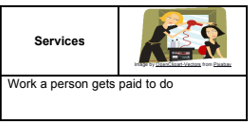 Services
Image by OpenClipart-Vectors from Pixabay
Work a person gets paid to do